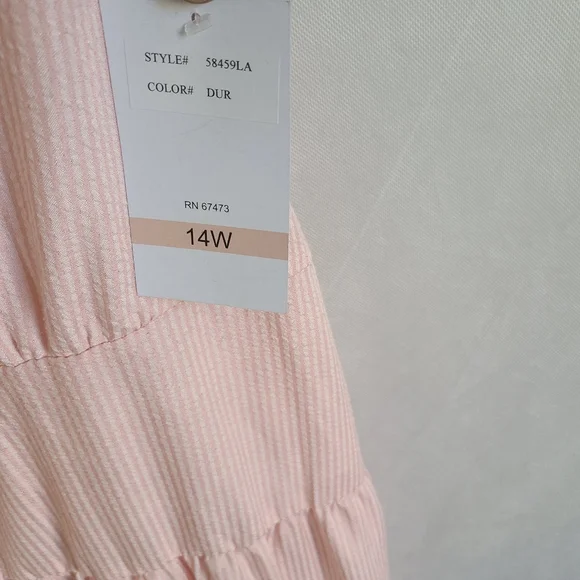 STYLE# 58459LA
COLOR# DUR
RN 67473
14W